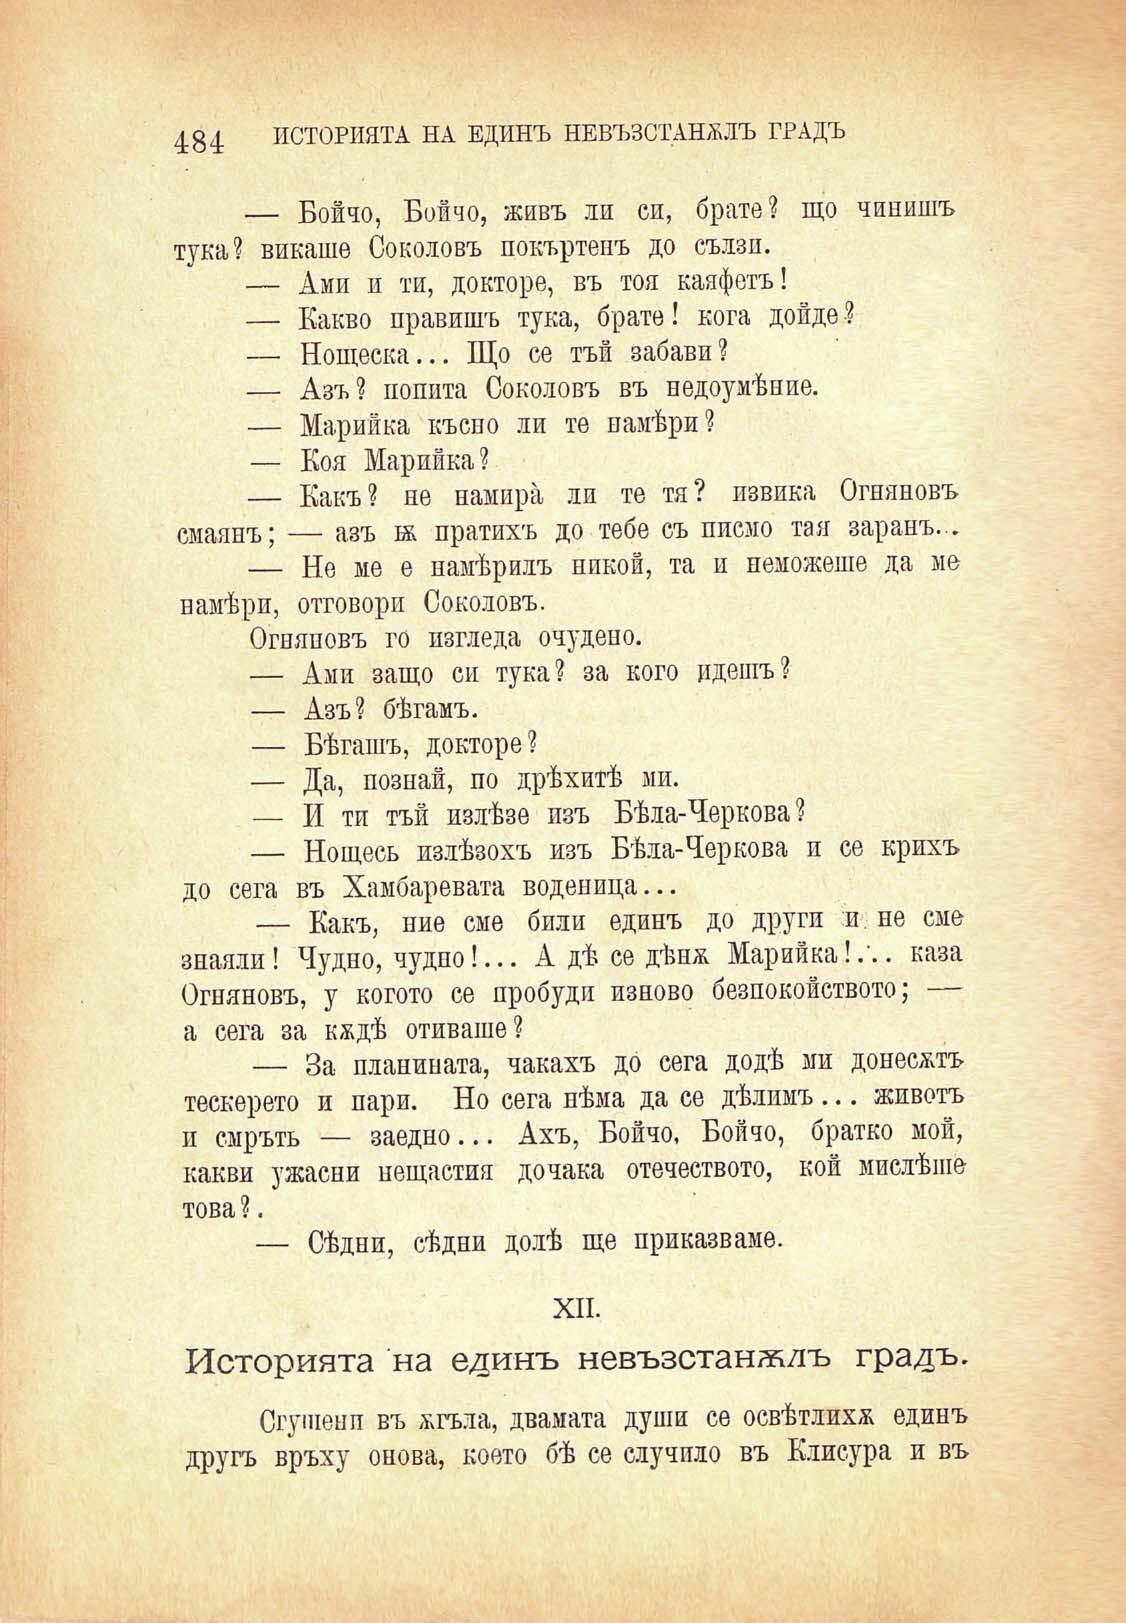 484 ИСТОРИЯТА НА ЕДИНЪ НЕВЪЗСТАНѪЛЪ ГРАДЪ
— Бойчо, Бойчо, живъ ли си, брате? що чинишъ
тука? викаше Соколовъ покъртенъ до сълзи.
— Ами и ти, докторе, въ тоя каяфетъ!
— Какво правишъ тука, брате! кога дойде?
— Нощеска... Що се тъй забави?
— Азъ? попита Соколовъ въ недоумѣние.
— Марийка късно ли те намѣри?
— Коя Марийка?
— Какъ? не намира̀ ли те тя? извика Огняновъ
смаянъ; — азъ ѭ пратихъ до тебе съ писмо тая заранъ...
— Не ме е намѣрилъ никой, та и неможеше да ме
намѣри, отговори Соколовъ.
Огняновъ го изгледа очудено.
— Ами защо си тука? за кого идешъ?
— Азъ? бѣгамъ.
— Бѣгашъ, докторе?
— Да, познай, по дрѣхитѣ ми.
— И ти тъй излѣзе изъ Бѣла-Черкова?
— Нощесь излѣзохъ изъ Бѣла-Черкова и се крихъ
до сега въ Хамбаревата воденица...
— Какъ, ние сме били единъ до други и не сме
знаяли! Чудно, чудно!... А дѣ се дѣнѫ Марийка!... каза
Огняновъ, у когото се пробуди изново безпокойството; —
а сега за кѫдѣ отиваше?
— За планината, чакахъ до сега додѣ ми донесѫтъ
тескерето и пари. Но сега нѣма да се дѣлимъ... животъ
и смръть — заедно... Ахъ, Бойчо, Бойчо, братко мой,
какви ужасни нещастия дочака отечеството, кой мислѣше
това?.
— Сѣдни, сѣдни долѣ ще приказваме.
XII.
Историята на единъ невъзстанѫлъ градъ.
Сгушени въ ѫгъла, двамата души се освѣтлихѫ единъ
другъ връху онова, което бѣ се случило въ Клисура и въ